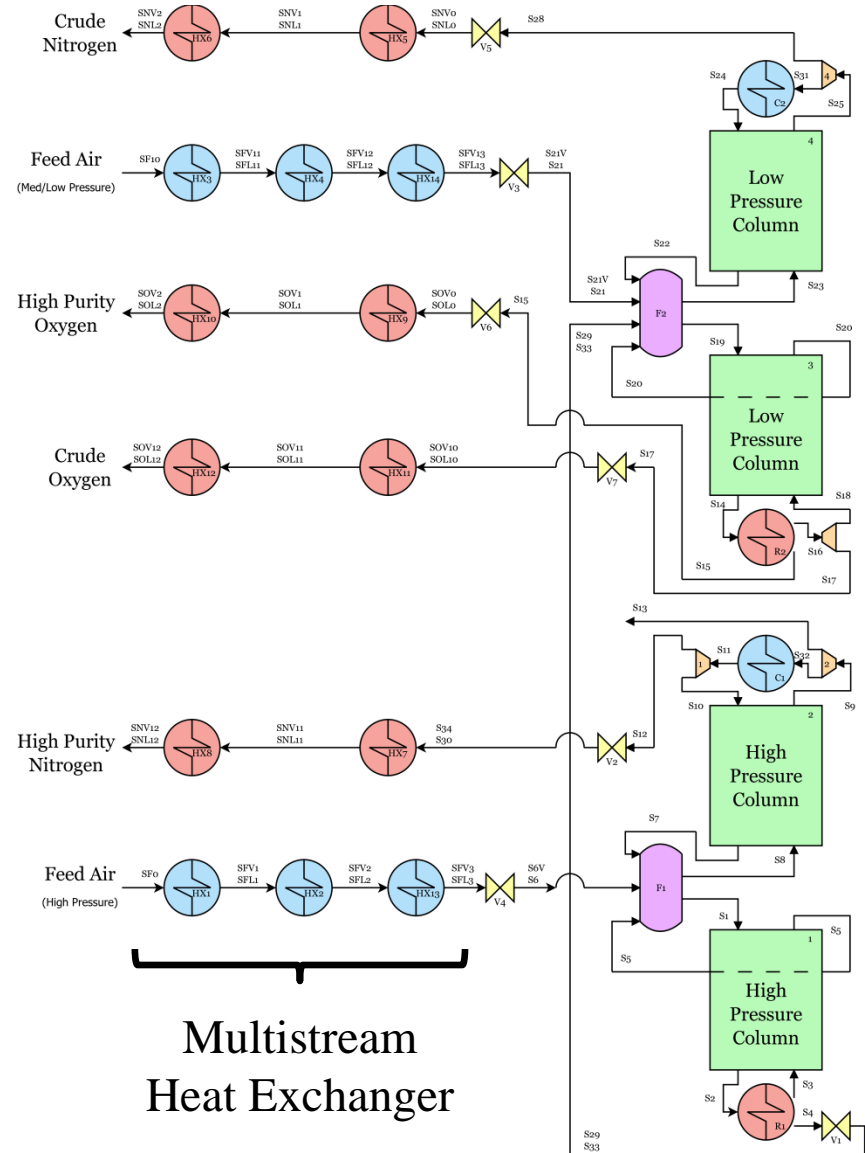 Crude
Nitrogen
SNV2
SNL2
HX6
SNV1
SNL1
HX5
SNV0
SNL0
V5
S28
S24
C2
S31
4
S25
4
Low
Pressure
Column
Feed Air
(Med/Low Pressure)
SF10
HX3
SFV11
SFL11
HX4
SFV12
SFL12
HX14
SFV13
SFL13
V3
S21V
S21
S22
S23
S21V
S21
F2
S29
S33
S19
S20
S20
High Purity
Oxygen
SOV2
SOL2
HX10
SOV1
SOL1
HX9
SOV0
SOL0
V6
S15
3
Low
Pressure
Column
Crude
Oxygen
SOV12
SOL12
HX12
SOV11
SOL11
HX11
SOV10
SOL10
V7
S17
S14
R2
S16
S18
S15
S17
S13
S11
1
C1
S32
2
S10
S9
S12
High Purity
Nitrogen
SNV12
SNL12
HX8
SNV11
SNL11
HX7
S34
S30
V2
2
High
Pressure
Column
S7
S8
Feed Air
(High Pressure)
SF0
HX1
SFV1
SFL1
HX2
SFV2
SFL2
HX13
SFV3
SFL3
V4
S6V
S6
F1
S1
S5
S5
1
High
Pressure
Column
Multistream
Heat Exchanger
S2
R1
S3
S4
V1
S29
S33